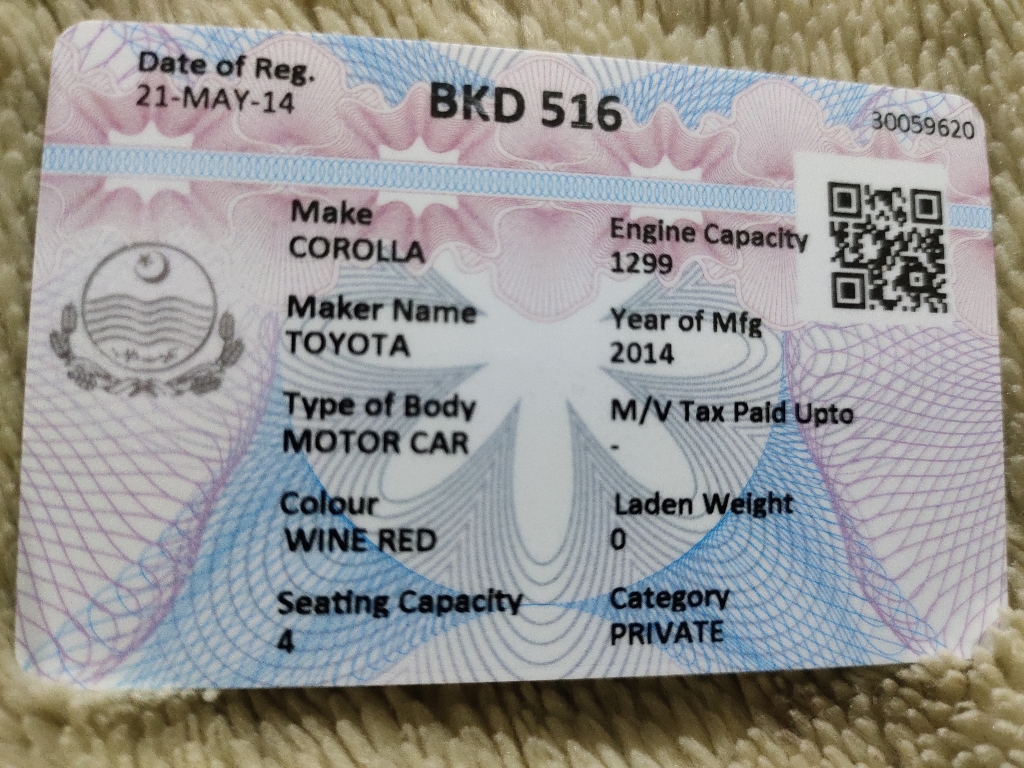 Date of Reg.
21-MAY-14
BKD 516
30059620
Make
COROLLA
Engine Capacity
1299
Maker Name
TOYOTA
Year of Mfg
2014
Type of Body
MOTOR CAR
M/V Tax Paid Upto
-
Colour
WINE RED
Laden Weight
0
Seating Capacity
4
Category
PRIVATE